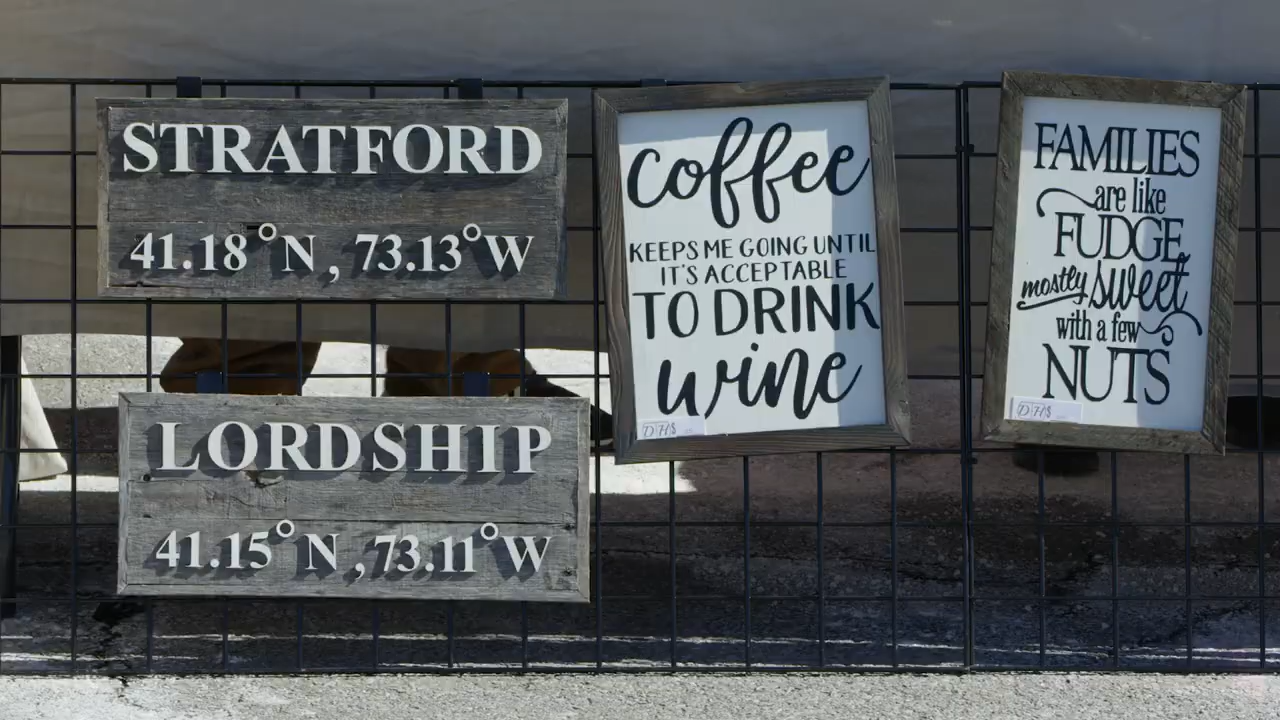 STRATFORD
41.18°N, 73.13°W
LORDSHIP
41.15°N, 73.11°W
coffee
KEEPS ME GOING UNTIL
IT'S ACCEPTABLE
TO DRINK
wine
FAMILIES
are like
FUDGE
mostly sweet
with a few
NUTS